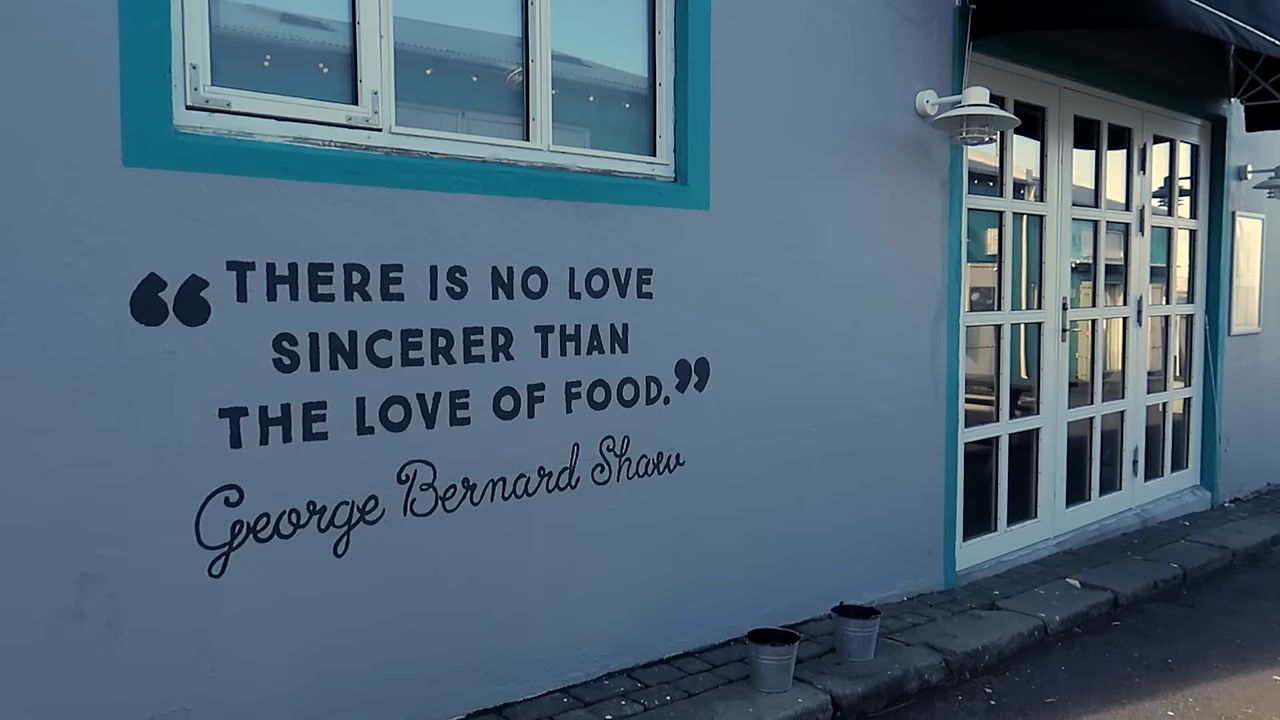 “THERE IS NO LOVE
SINCERER THAN
THE LOVE OF FOOD.”
George Bernard Shaw